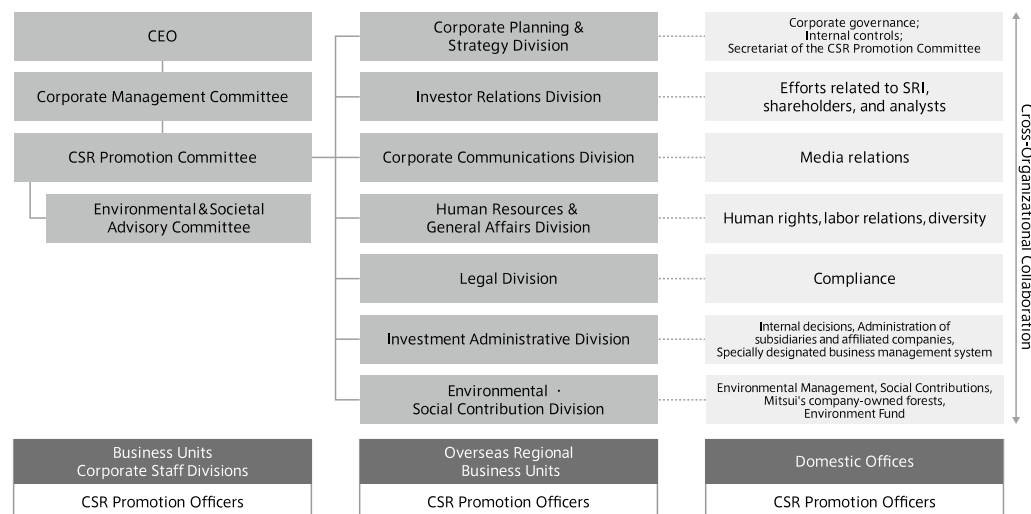 CEO
Corporate Management Committee
CSR Promotion Committee
Environmental&Societal
Advisory Committee
Corporate Planning &
Strategy Division
Corporate governance;
Internal controls;
Secretariat of the CSR Promotion Committee
Investor Relations Division
Efforts related to SRI,
shareholders, and analysts
Corporate Communications Division
Media relations
Human Resources &
General Affairs Division
Human rights, labor relations, diversity
Legal Division
Compliance
Investment Administrative Division
Internal decisions, Administration of
subsidiaries and affiliated companies,
Specially designated business management system
Environmental ·
Social Contribution Division
Environmental Management, Social Contributions,
Mitsui's company-owned forests,
Environment Fund
Cross-Organizational Collaboration
Business Units
Corporate Staff Divisions
CSR Promotion Officers
Overseas Regional
Business Units
CSR Promotion Officers
Domestic Offices
CSR Promotion Officers